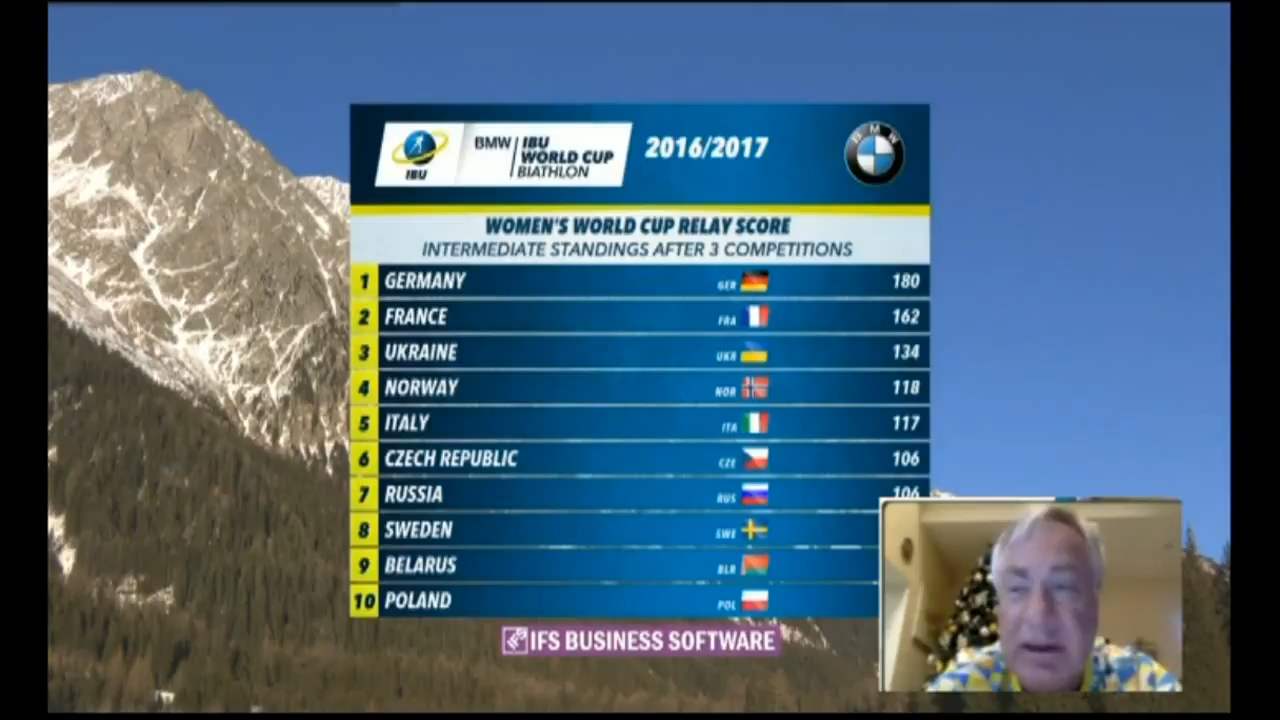 BMW IBU WORLD CUP BIATHLON
IBU
2016/2017
BMW
WOMEN'S WORLD CUP RELAY SCORE
INTERMEDIATE STANDINGS AFTER 3 COMPETITIONS
1 GERMANY GER 180
2 FRANCE FRA 162
3 UKRAINE UKR 134
4 NORWAY NOR 118
5 ITALY ITA 117
6 CZECH REPUBLIC CZE 106
7 RUSSIA RUS 106
8 SWEDEN SWE
9 BELARUS BLR
10 POLAND POL
IFS BUSINESS SOFTWARE